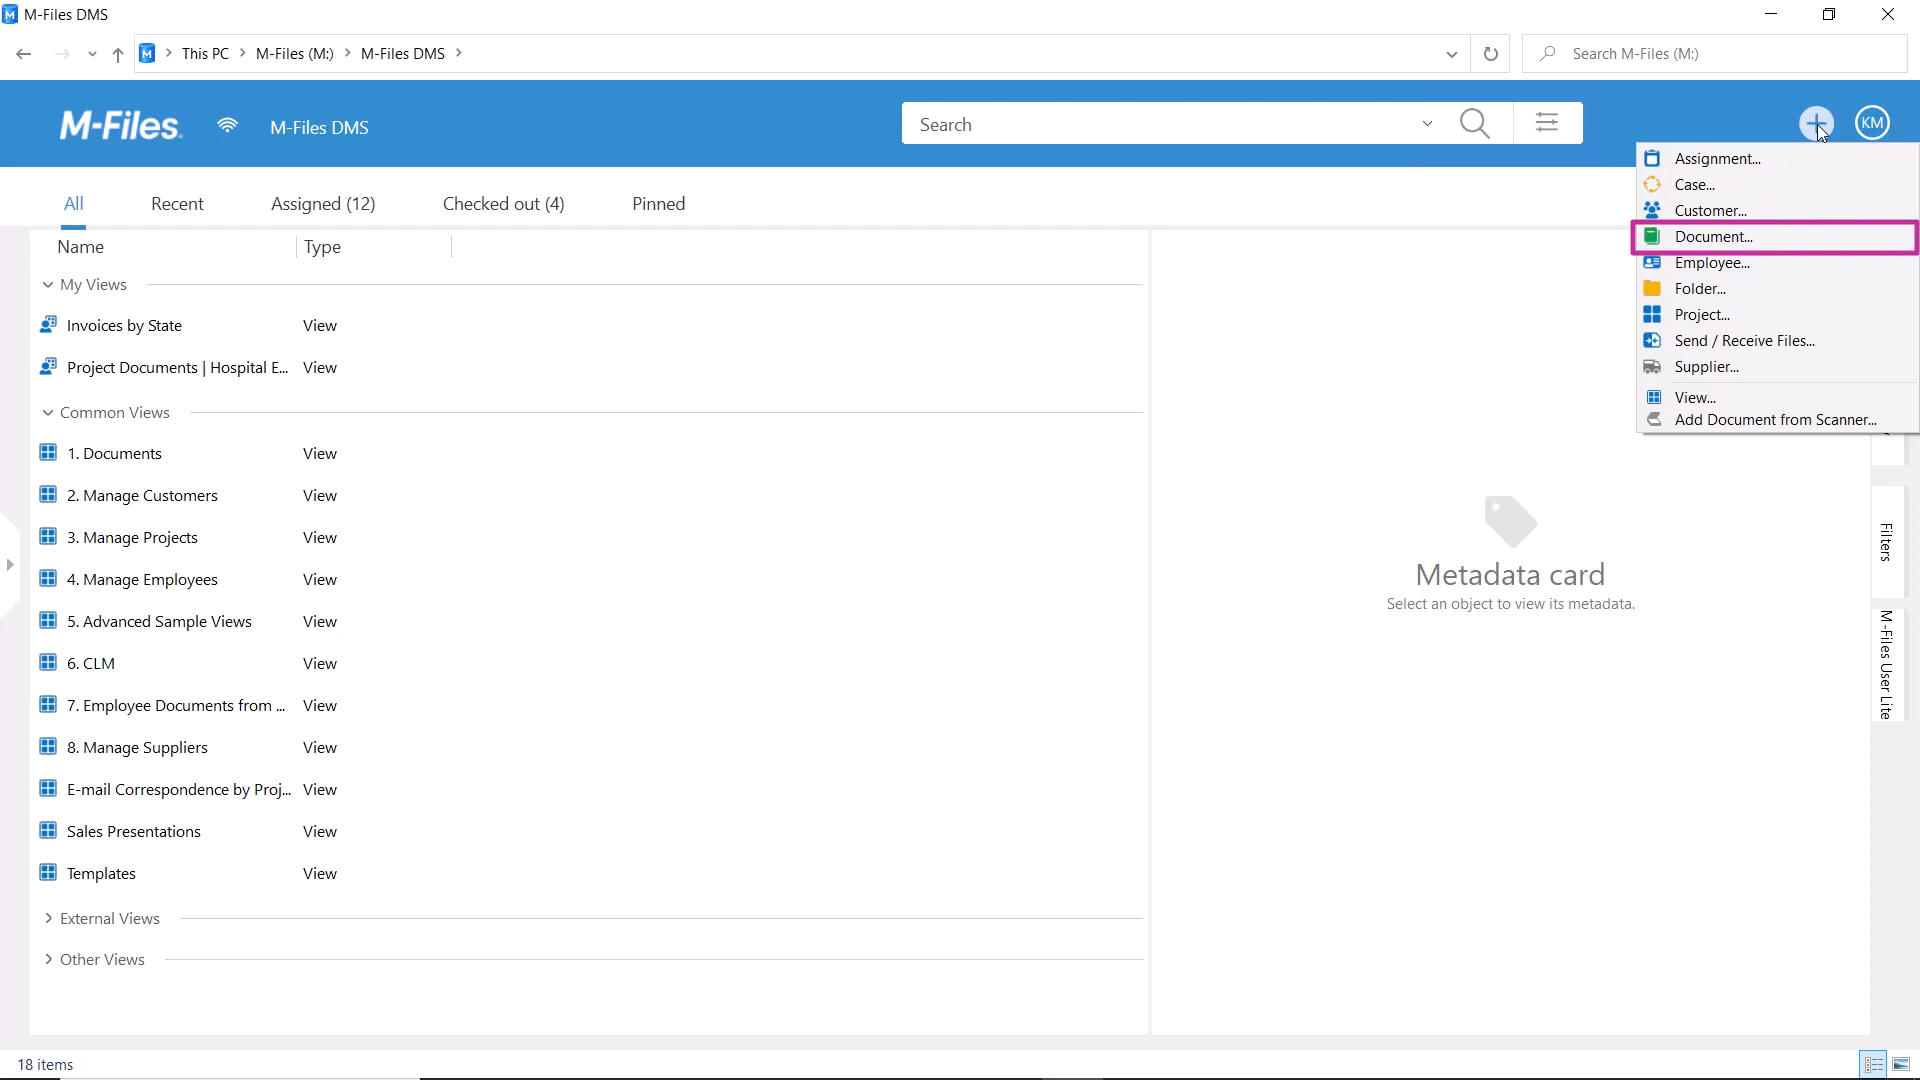 M-Files DMS
This PC > M-Files (M:) > M-Files DMS >
Search M-Files (M:)
M-Files.
M-Files DMS
Search
KM
Assignment...
Case...
Customer...
Document...
Employee...
Folder...
Project...
Send / Receive Files...
Supplier...
View...
Add Document from Scanner...
All
Recent
Assigned (12)
Checked out (4)
Pinned
Name
Type
My Views
Invoices by State View
Project Documents | Hospital E... View
Common Views
1. Documents View
2. Manage Customers View
3. Manage Projects View
4. Manage Employees View
5. Advanced Sample Views View
6. CLM View
7. Employee Documents from ... View
8. Manage Suppliers View
E-mail Correspondence by Proj... View
Sales Presentations View
Templates View
External Views
Other Views
Metadata card
Select an object to view its metadata.
Filters
M-Files User Lite
18 items